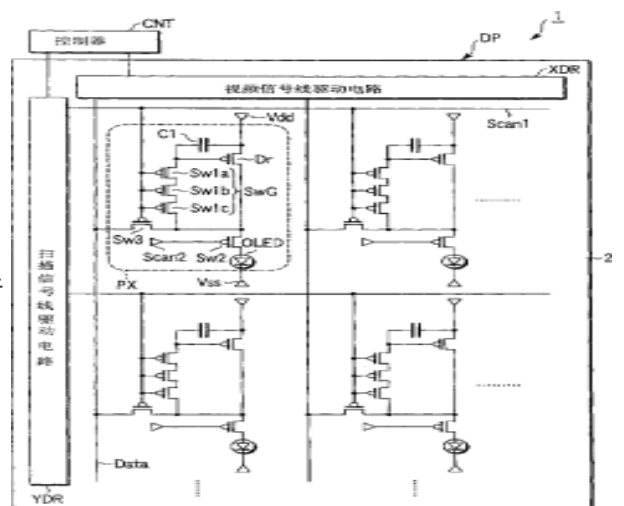 CNT
1
控制器
DP
XDR
视频信号线驱动电路
Vdd
Scan1
C1
Dr
Sw1a
Sw1b
SwG
Sw1c
Sw3
OLED
Scan2
Sw2
2
PX
Vss
扫描信号线驱动电路
Data
YDR